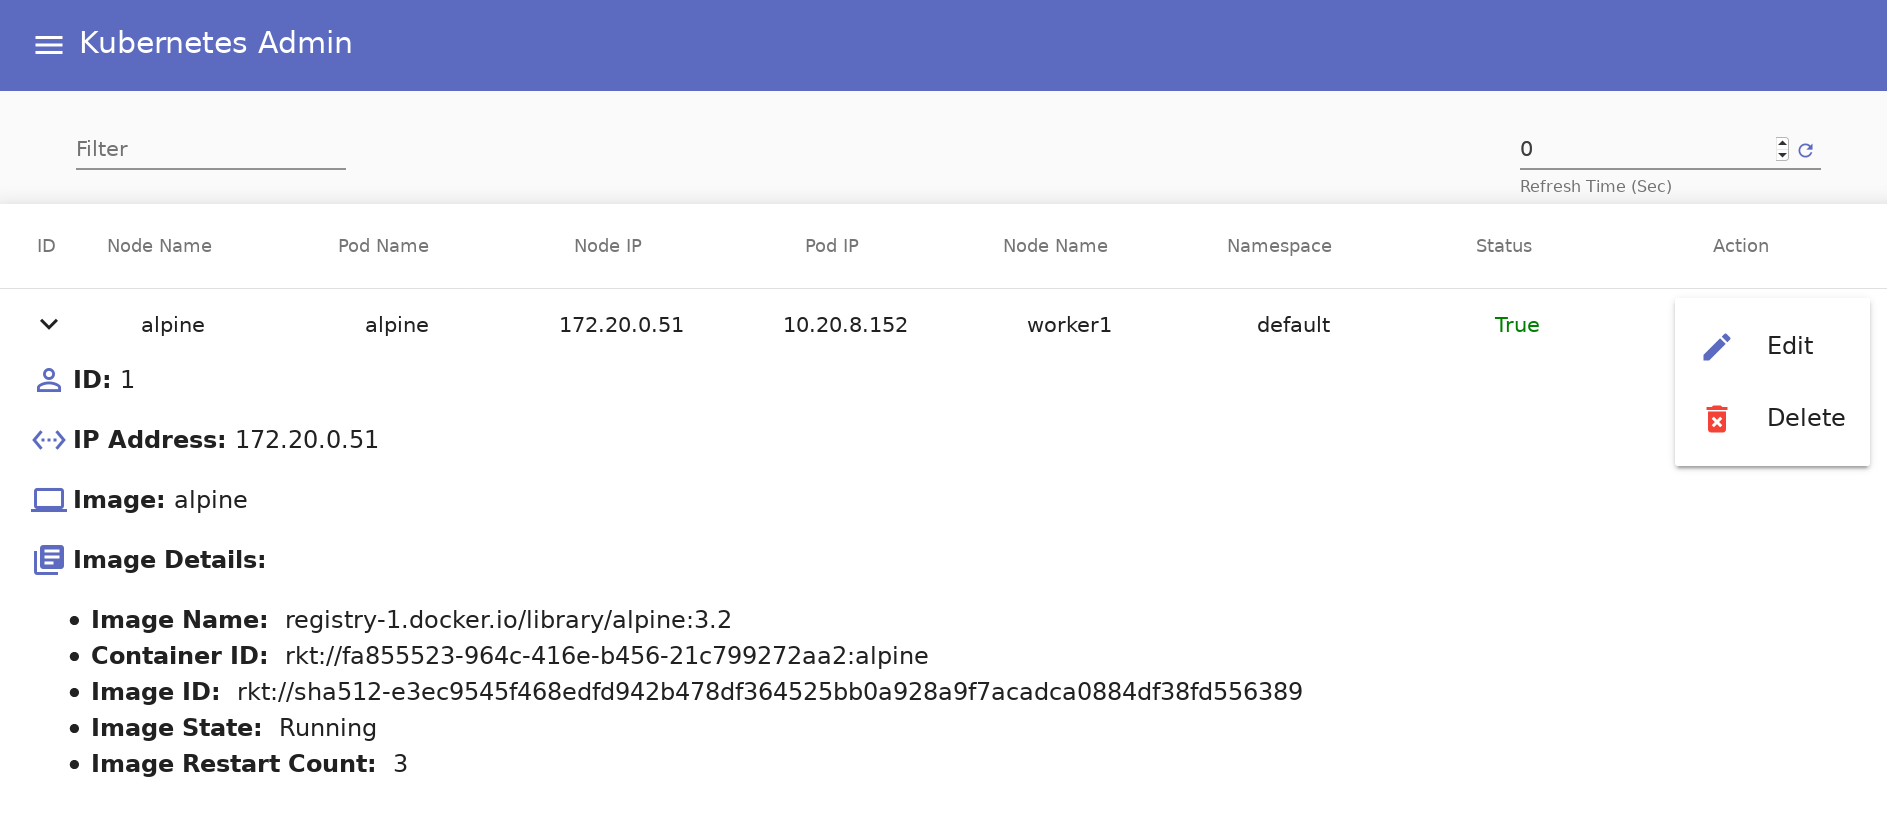 Kubernetes Admin
Filter
0
Refresh Time (Sec)
ID Node Name Pod Name Node IP Pod IP Node Name Namespace Status Action
alpine alpine 172.20.0.51 10.20.8.152 worker1 default True
Edit
Delete
ID: 1
IP Address: 172.20.0.51
Image: alpine
Image Details:
Image Name: registry-1.docker.io/library/alpine:3.2
Container ID: rkt://fa855523-964c-416e-b456-21c799272aa2:alpine
Image ID: rkt://sha512-e3ec9545f468edfd942b478df364525bb0a928a9f7acadca0884df38fd556389
Image State: Running
Image Restart Count: 3